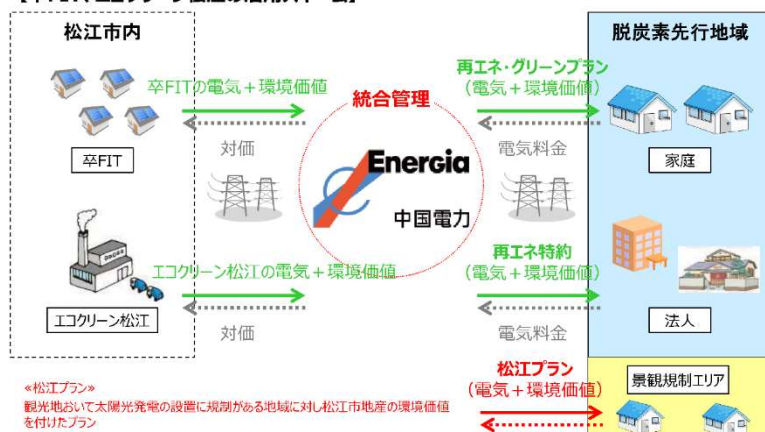 松江市内
脱炭素先行地域
卒FITの電気＋環境価値
対価
卒FIT
統合管理
Energia
中国電力
再エネ・グリーンプラン
（電気＋環境価値）
電気料金
家庭
エコクリーン松江の電気＋環境価値
対価
エコクリーン松江
再エネ特約
（電気＋環境価値）
電気料金
法人
松江プラン
（電気＋環境価値）
景観規制エリア
≪松江プラン≫
観光地おいて太陽光発電の設置に規制がある地域に対し松江市地産の環境価値
を付けたプラン